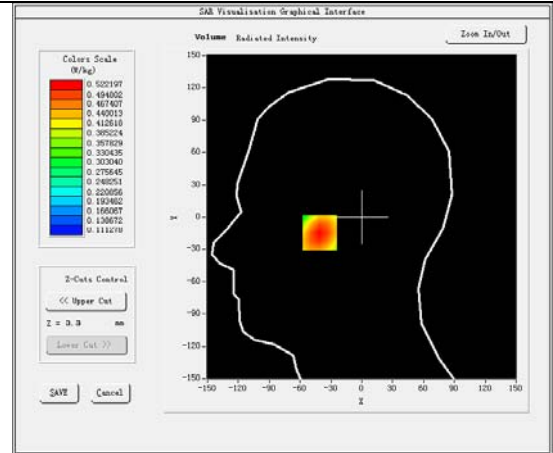 SAR Visualisation Graphical Interface
Volume Radiated Intensity
Zoom In/Out
Colors Scale
(W/kg)
0.522197
0.494802
0.467407
0.440013
0.412618
0.385224
0.357829
0.330435
0.303040
0.275645
0.248251
0.220856
0.193462
0.166067
0.138672
0.111278
Z-Cuts Control
<< Upper Cut
Z = 3.3 mm
Lower Cut >>
SAVE
Cancel
150
120
90
60
30
0
-30
-60
-90
-120
-150
Y
-150 -120 -90 -60 -30 0 30 60 90 120 150
X